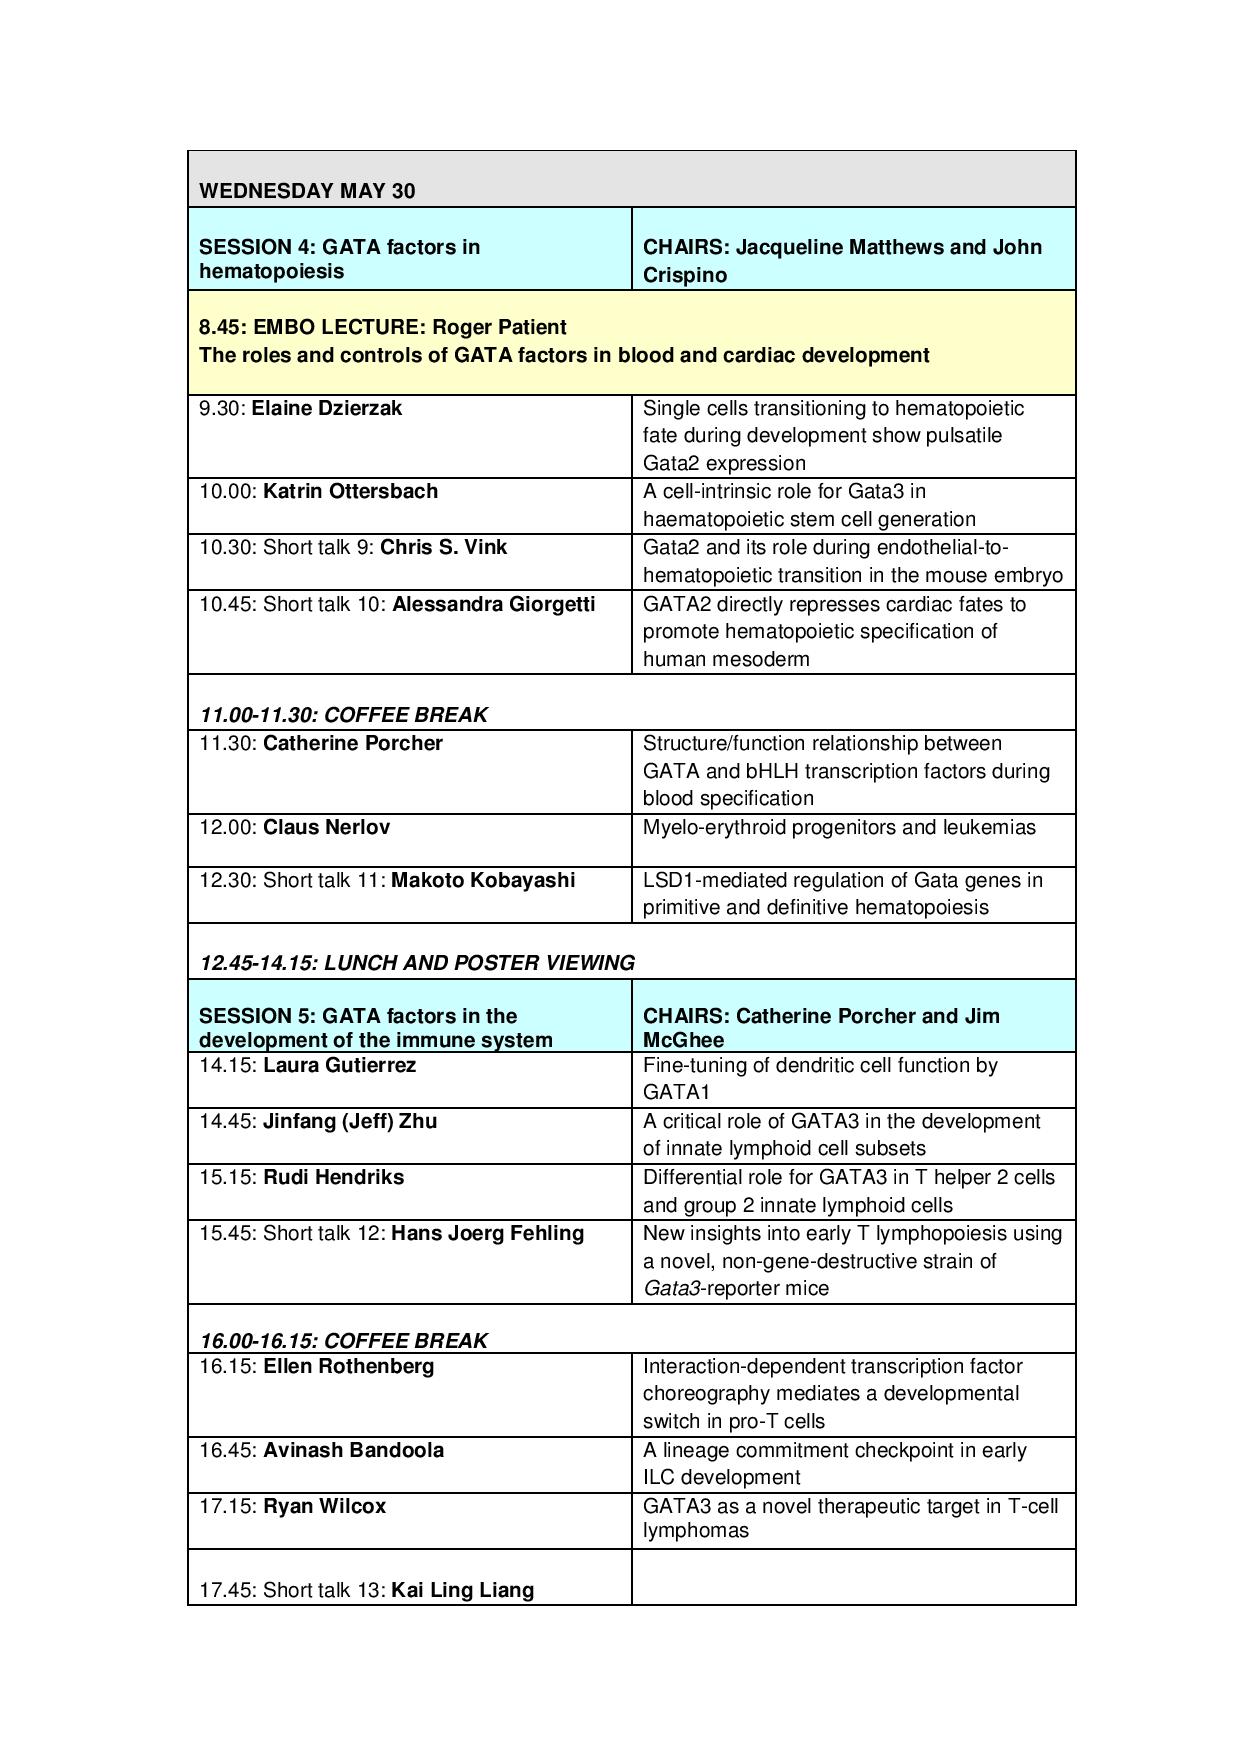 WEDNESDAY MAY 30
SESSION 4: GATA factors in
hematopoiesis
CHAIRS: Jacqueline Matthews and John
Crispino
8.45: EMBO LECTURE: Roger Patient
The roles and controls of GATA factors in blood and cardiac development
9.30: Elaine Dzierzak
Single cells transitioning to hematopoietic
fate during development show pulsatile
Gata2 expression
10.00: Katrin Ottersbach
A cell-intrinsic role for Gata3 in
haematopoietic stem cell generation
10.30: Short talk 9: Chris S. Vink
Gata2 and its role during endothelial-to-
hematopoietic transition in the mouse embryo
10.45: Short talk 10: Alessandra Giorgetti
GATA2 directly represses cardiac fates to
promote hematopoietic specification of
human mesoderm
11.00-11.30: COFFEE BREAK
11.30: Catherine Porcher
Structure/function relationship between
GATA and bHLH transcription factors during
blood specification
12.00: Claus Nerlov
Myelo-erythroid progenitors and leukemias
12.30: Short talk 11: Makoto Kobayashi
LSD1-mediated regulation of Gata genes in
primitive and definitive hematopoiesis
12.45-14.15: LUNCH AND POSTER VIEWING
SESSION 5: GATA factors in the
development of the immune system
CHAIRS: Catherine Porcher and Jim
McGhee
14.15: Laura Gutierrez
Fine-tuning of dendritic cell function by
GATA1
14.45: Jinfang (Jeff) Zhu
A critical role of GATA3 in the development
of innate lymphoid cell subsets
15.15: Rudi Hendriks
Differential role for GATA3 in T helper 2 cells
and group 2 innate lymphoid cells
15.45: Short talk 12: Hans Joerg Fehling
New insights into early T lymphopoiesis using
a novel, non-gene-destructive strain of
Gata3-reporter mice
16.00-16.15: COFFEE BREAK
16.15: Ellen Rothenberg
Interaction-dependent transcription factor
choreography mediates a developmental
switch in pro-T cells
16.45: Avinash Bandoola
A lineage commitment checkpoint in early
ILC development
17.15: Ryan Wilcox
GATA3 as a novel therapeutic target in T-cell
lymphomas
17.45: Short talk 13: Kai Ling Liang